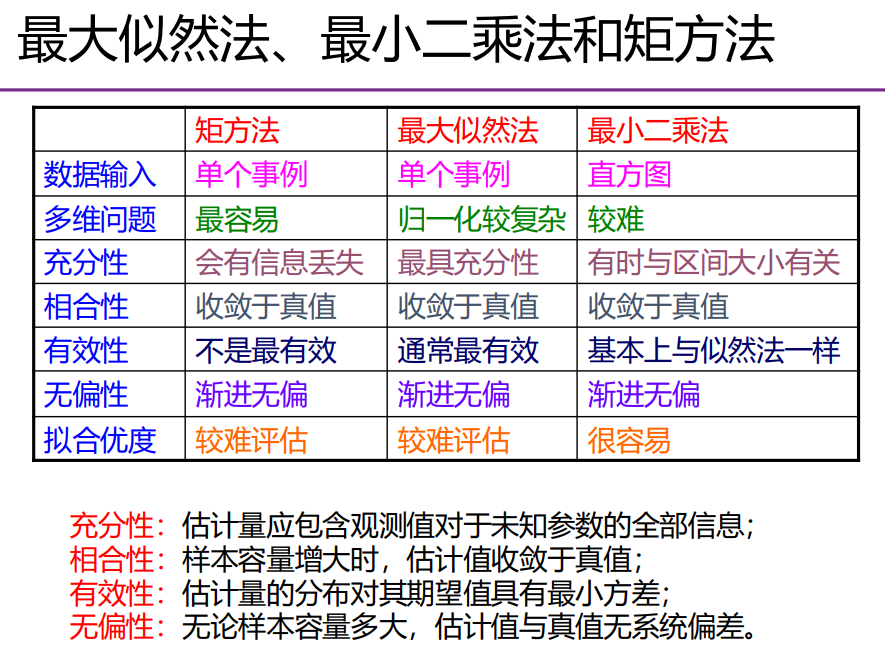 最大似然法、最小二乘法和矩方法
矩方法 最大似然法 最小二乘法
数据输入 单个事例 单个事例 直方图
多维问题 最容易 归一化较复杂 较难
充分性 会有信息丢失 最具充分性 有时与区间大小有关
相合性 收敛于真值 收敛于真值 收敛于真值
有效性 不是最有效 通常最有效 基本上与似然法一样
无偏性 渐进无偏 渐进无偏 渐进无偏
拟合优度 较难评估 较难评估 很容易
充分性：估计量应包含观测值对于未知参数的全部信息；
相合性：样本容量增大时，估计值收敛于真值；
有效性：估计量的分布对其期望值具有最小方差；
无偏性：无论样本容量多大，估计值与真值无系统偏差。